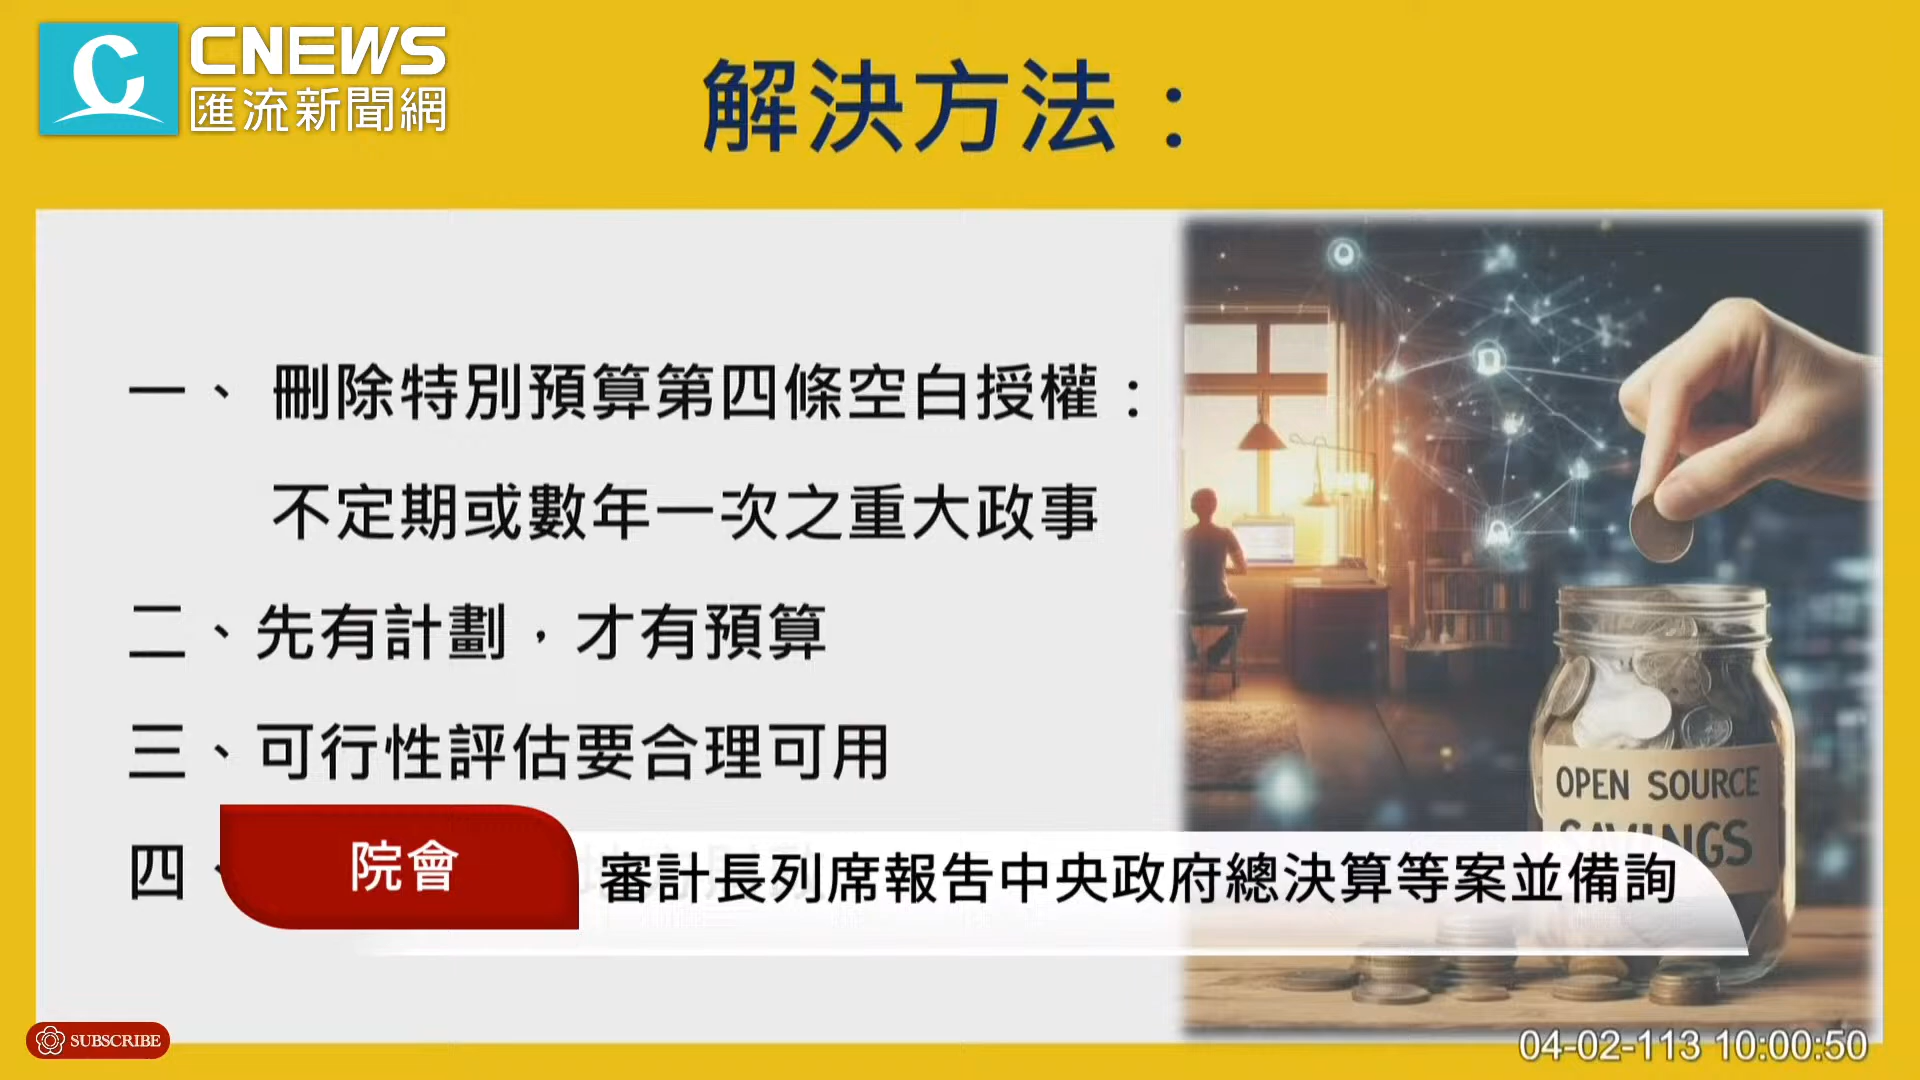 CNEWS
匯流新聞網
解決方法：
一、刪除特別預算第四條空白授權：
不定期或數年一次之重大政事
二、先有計劃，才有預算
三、可行性評估要合理可用
四、
院會
審計長列席報告中央政府總決算等案並備詢
OPEN SOURCE
SAVINGS
SUBSCRIBE
04-02-113 10:00:50